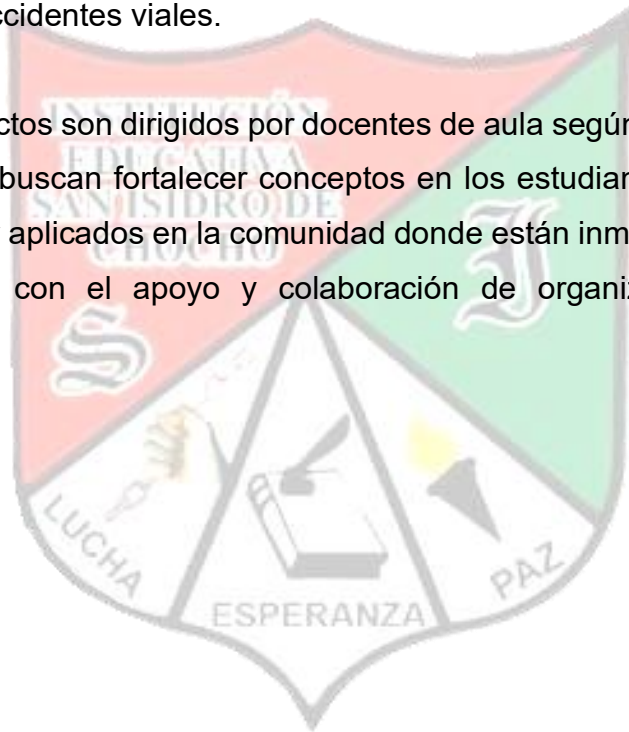 ccidentes viales.
ctos son dirigidos por docentes de aula según
buscan fortalecer conceptos en los estudian
aplicados en la comunidad donde están inm
con el apoyo y colaboración de organiz
INSTITUCIÓN
EDUCATIVA
SAN ISIDRO DE
CHOCHO
S
I
LUCHA
ESPERANZA
PAZ